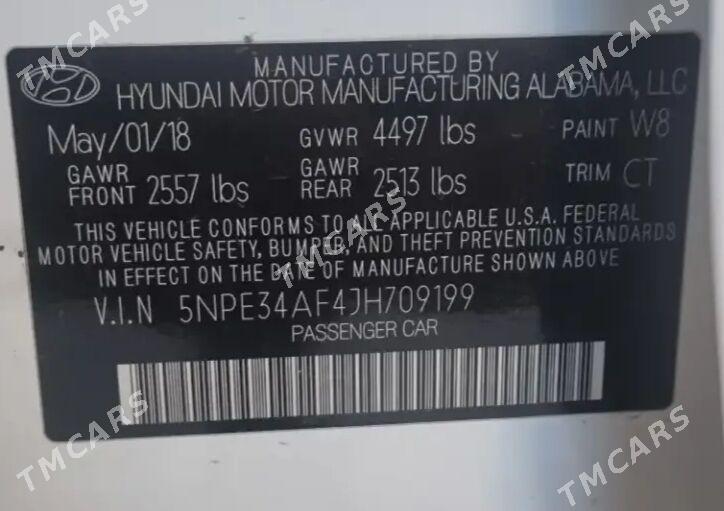 TMCARS
TMCARS
MANUFACTURED BY
HYUNDAI MOTOR MANUFACTURING ALABAMA, LLC
May/01/18 GVWR 4497 lbs PAINT W8
GAWR FRONT 2557 lbs GAWR REAR 2513 lbs TRIM CT
THIS VEHICLE CONFORMS TO ALL APPLICABLE U.S.A. FEDERAL
MOTOR VEHICLE SAFETY, BUMPER, AND THEFT PREVENTION STANDARDS
IN EFFECT ON THE DATE OF MANUFACTURE SHOWN ABOVE
TMCARS
V.I.N 5NPE34AF4JH709199
PASSENGER CAR
TMCARS
TMCARS